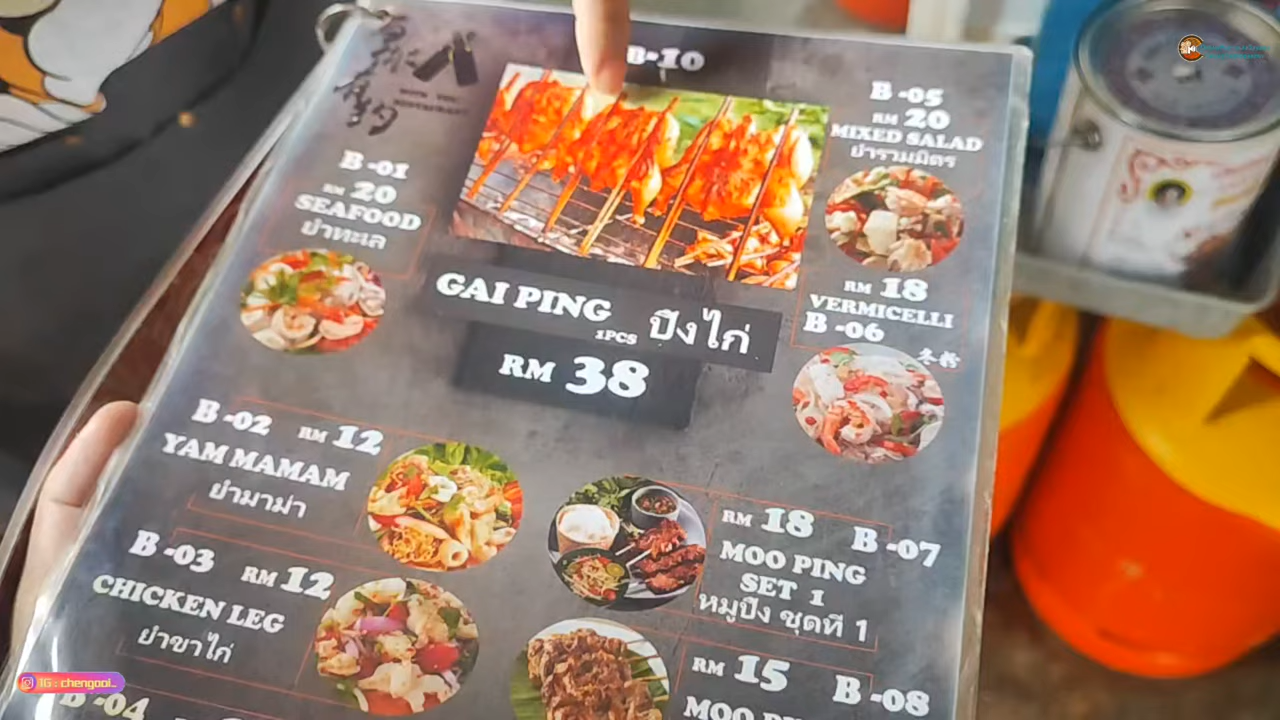 B-10
B-01
RM 20
SEAFOOD
ยำทะเล
B-05
RM 20
MIXED SALAD
ยำรวมมิตร
GAI PING
1PCS ปิ้งไก่
RM 38
RM 18
VERMICELLI
B-06
冬粉
B-02 RM 12
YAM MAMAM
ยำมาม่า
B-03 RM 12
CHICKEN LEG
ยำขาไก่
RM 18 B-07
MOO PING
SET 1
หมูปิ้ง ชุดที่ 1
RM 15 B-08
B-04
IG : chengooi_